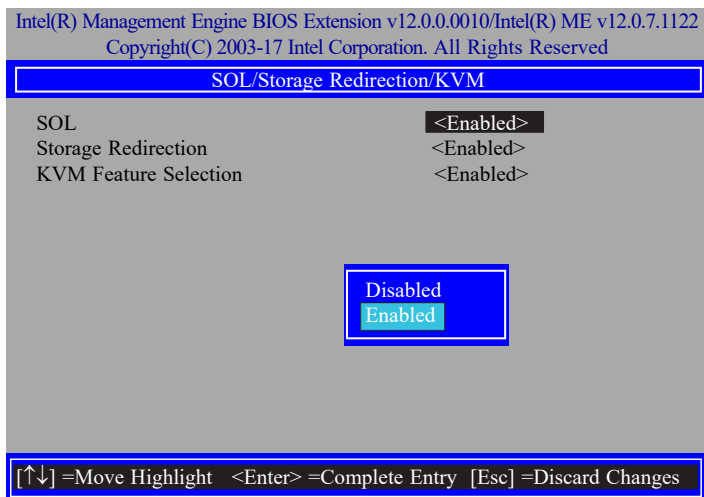 Intel(R) Management Engine BIOS Extension v12.0.0.0010/Intel(R) ME v12.0.7.1122
Copyright(C) 2003-17 Intel Corporation. All Rights Reserved
SOL/Storage Redirection/KVM
SOL <Enabled>
Storage Redirection <Enabled>
KVM Feature Selection <Enabled>
Disabled
Enabled
[↑↓] =Move Highlight <Enter> =Complete Entry [Esc] =Discard Changes